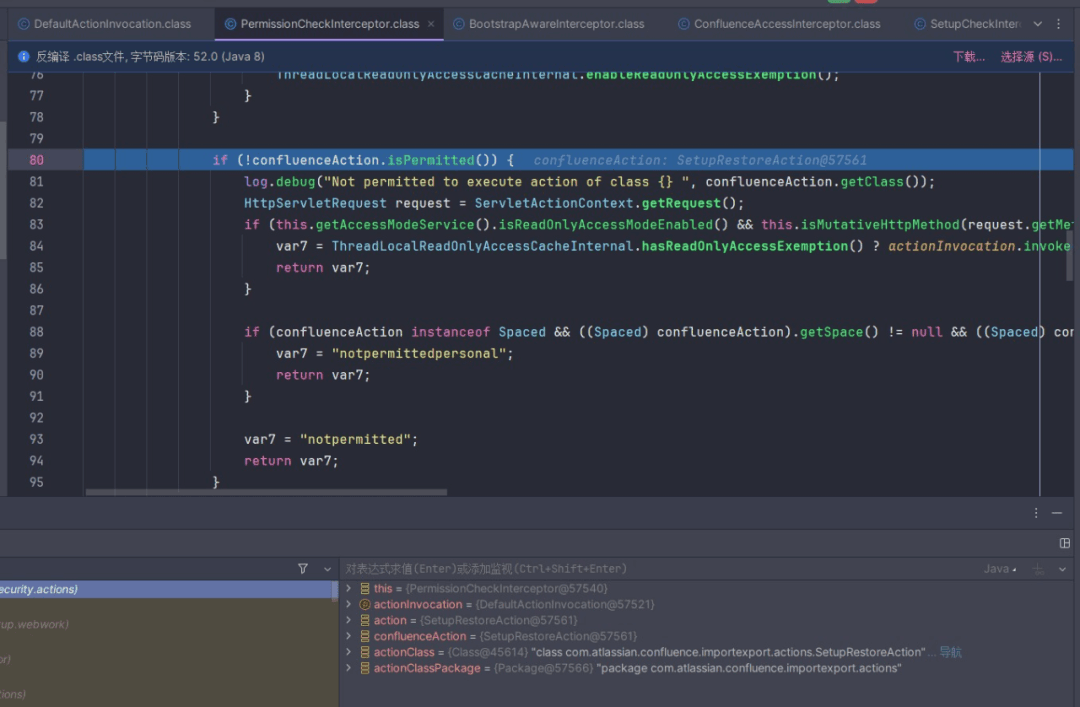 DefaultActionInvocation.class PermissionCheckInterceptor.class × BootstrapAwareInterceptor.class ConfluenceAccessInterceptor.class SetupCheckInter
反编译 .class文件, 字节码版本: 52.0 (Java 8) 下载... 选择源 (S)...
76 ThreadLocalReadOnlyAccessCacheInternal.enableReadOnlyAccessExemption();
77 }
78 }
79
80 if (!confluenceAction.isPermitted()) { confluenceAction: SetupRestoreAction@57561
81 log.debug("Not permitted to execute action of class {} ", confluenceAction.getClass());
82 HttpServletRequest request = ServletActionContext.getRequest();
83 if (this.getAccessModeService().isReadOnlyAccessModeEnabled() && this.isMutativeHttpMethod(request.getMet
84 var7 = ThreadLocalReadOnlyAccessCacheInternal.hasReadOnlyAccessExemption() ? actionInvocation.invoke
85 return var7;
86 }
87
88 if (confluenceAction instanceof Spaced && ((Spaced) confluenceAction).getSpace() != null && ((Spaced) con
89 var7 = "notpermittedpersonal";
90 return var7;
91 }
92
93 var7 = "notpermitted";
94 return var7;
95 }
对表达式求值(Enter)或添加监视(Ctrl+Shift+Enter) Java
ecurity.actions)
up.webwork)
or)
tions)
this = {PermissionCheckInterceptor@57540}
actionInvocation = {DefaultActionInvocation@57521}
action = {SetupRestoreAction@57561}
confluenceAction = {SetupRestoreAction@57561}
actionClass = {Class@45614} "class com.atlassian.confluence.importexport.actions.SetupRestoreAction" ... 导航
actionClassPackage = {Package@57566} "package com.atlassian.confluence.importexport.actions"